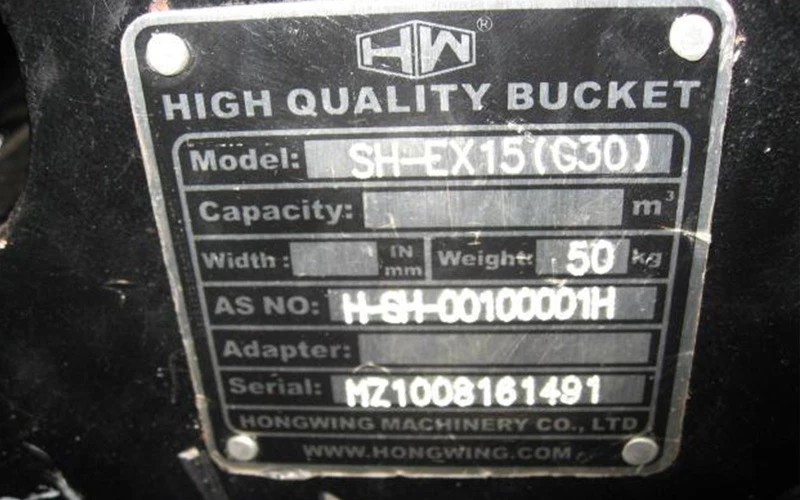 HW®
HIGH QUALITY BUCKET
Model: SH-EX15(G30)
Capacity: m³
Width: IN mm Weight: 50 kg
AS NO: H-SH-00100001H
Adapter:
Serial: MZ1008161491
HONGWING MACHINERY CO., LTD
WWW.HONGWING.COM